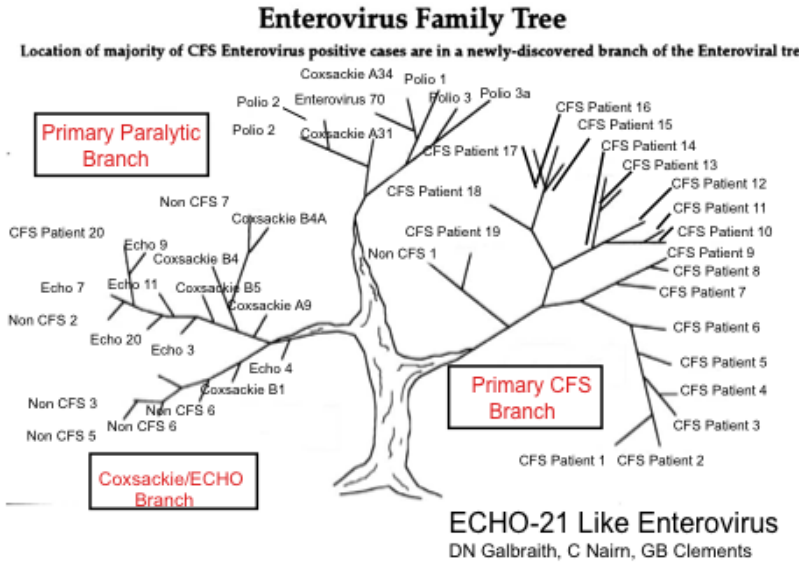 Enterovirus Family Tree
Location of majority of CFS Enterovirus positive cases are in a newly-discovered branch of the Enteroviral tre
Coxsackie A34
Polio 1
Polio 2
Enterovirus 70
Polio 3
Polio 3a
Polio 2
Coxsackie A31
Primary Paralytic
Branch
CFS Patient 16
CFS Patient 15
CFS Patient 17
CFS Patient 14
CFS Patient 13
CFS Patient 18
CFS Patient 12
Non CFS 7
CFS Patient 11
Coxsackie B4A
CFS Patient 20
CFS Patient 19
CFS Patient 10
Echo 9
Non CFS 1
CFS Patient 9
Coxsackie B4
CFS Patient 8
Echo 7
Echo 11
Coxsackie B5
CFS Patient 7
Coxsackie A9
Non CFS 2
CFS Patient 6
Echo 20
Echo 3
CFS Patient 5
Echo 4
Coxsackie B1
Primary CFS
Branch
CFS Patient 4
Non CFS 3
Non CFS 6
Non CFS 6
CFS Patient 3
Non CFS 5
CFS Patient 1
CFS Patient 2
Coxsackie/ECHO
Branch
ECHO-21 Like Enterovirus
DN Galbraith, C Nairn, GB Clements